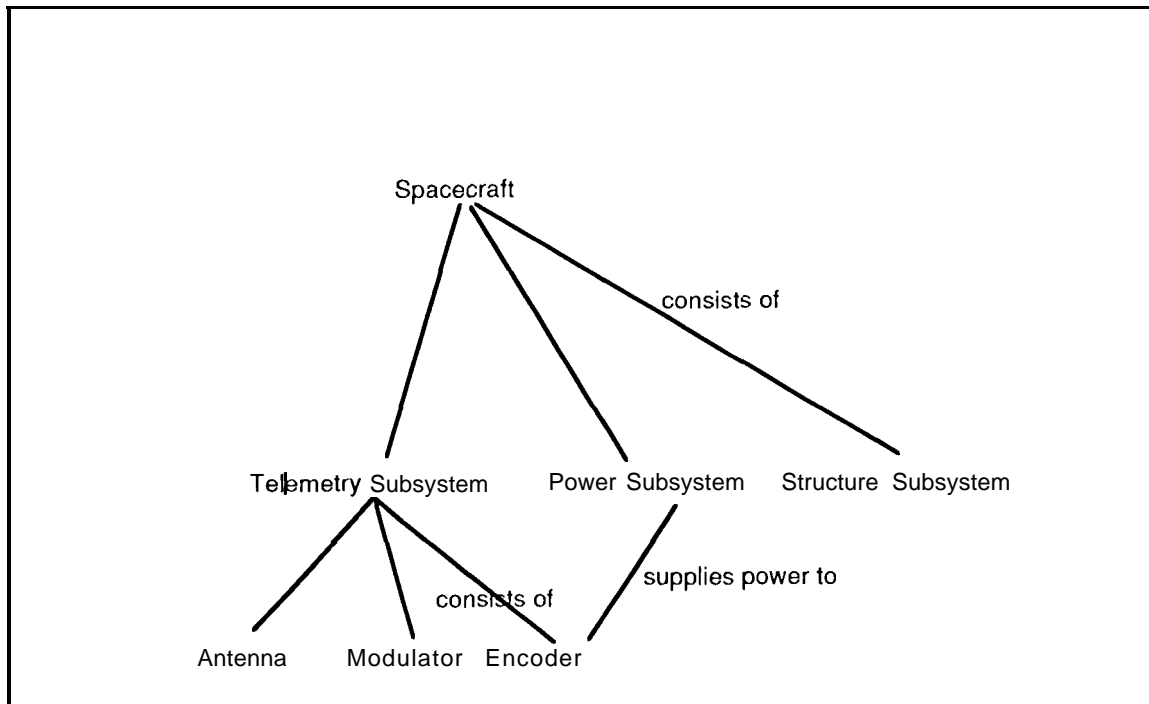 Spacecraft
consists of
Telemetry Subsystem
Power Subsystem
Structure Subsystem
supplies power to
consists of
Antenna
Modulator
Encoder